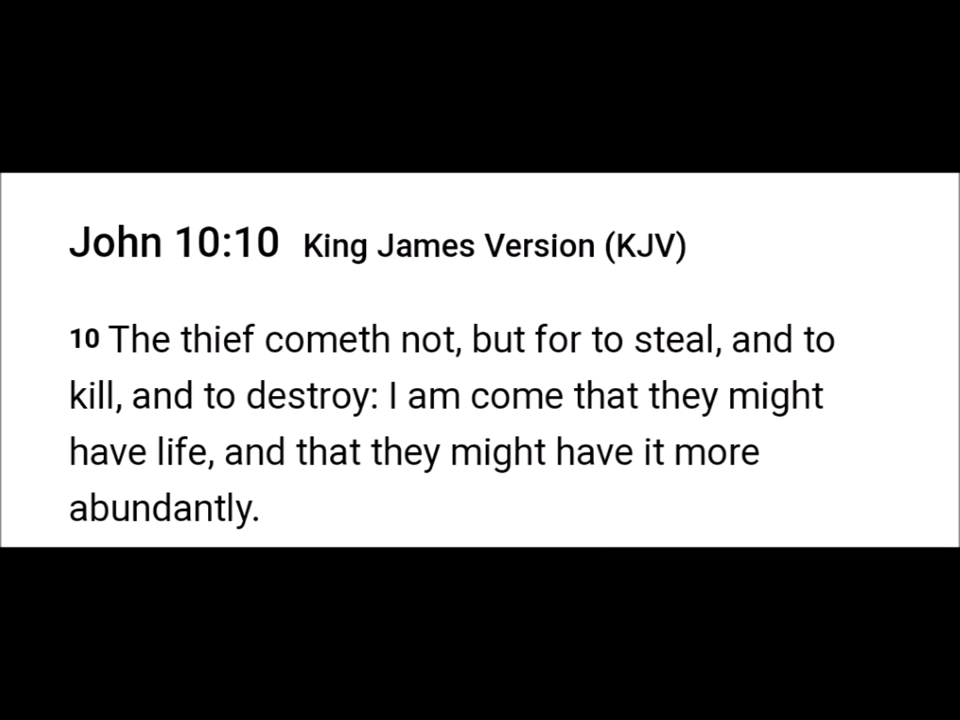 John 10:10 King James Version (KJV)
10 The thief cometh not, but for to steal, and to
kill, and to destroy: I am come that they might
have life, and that they might have it more
abundantly.